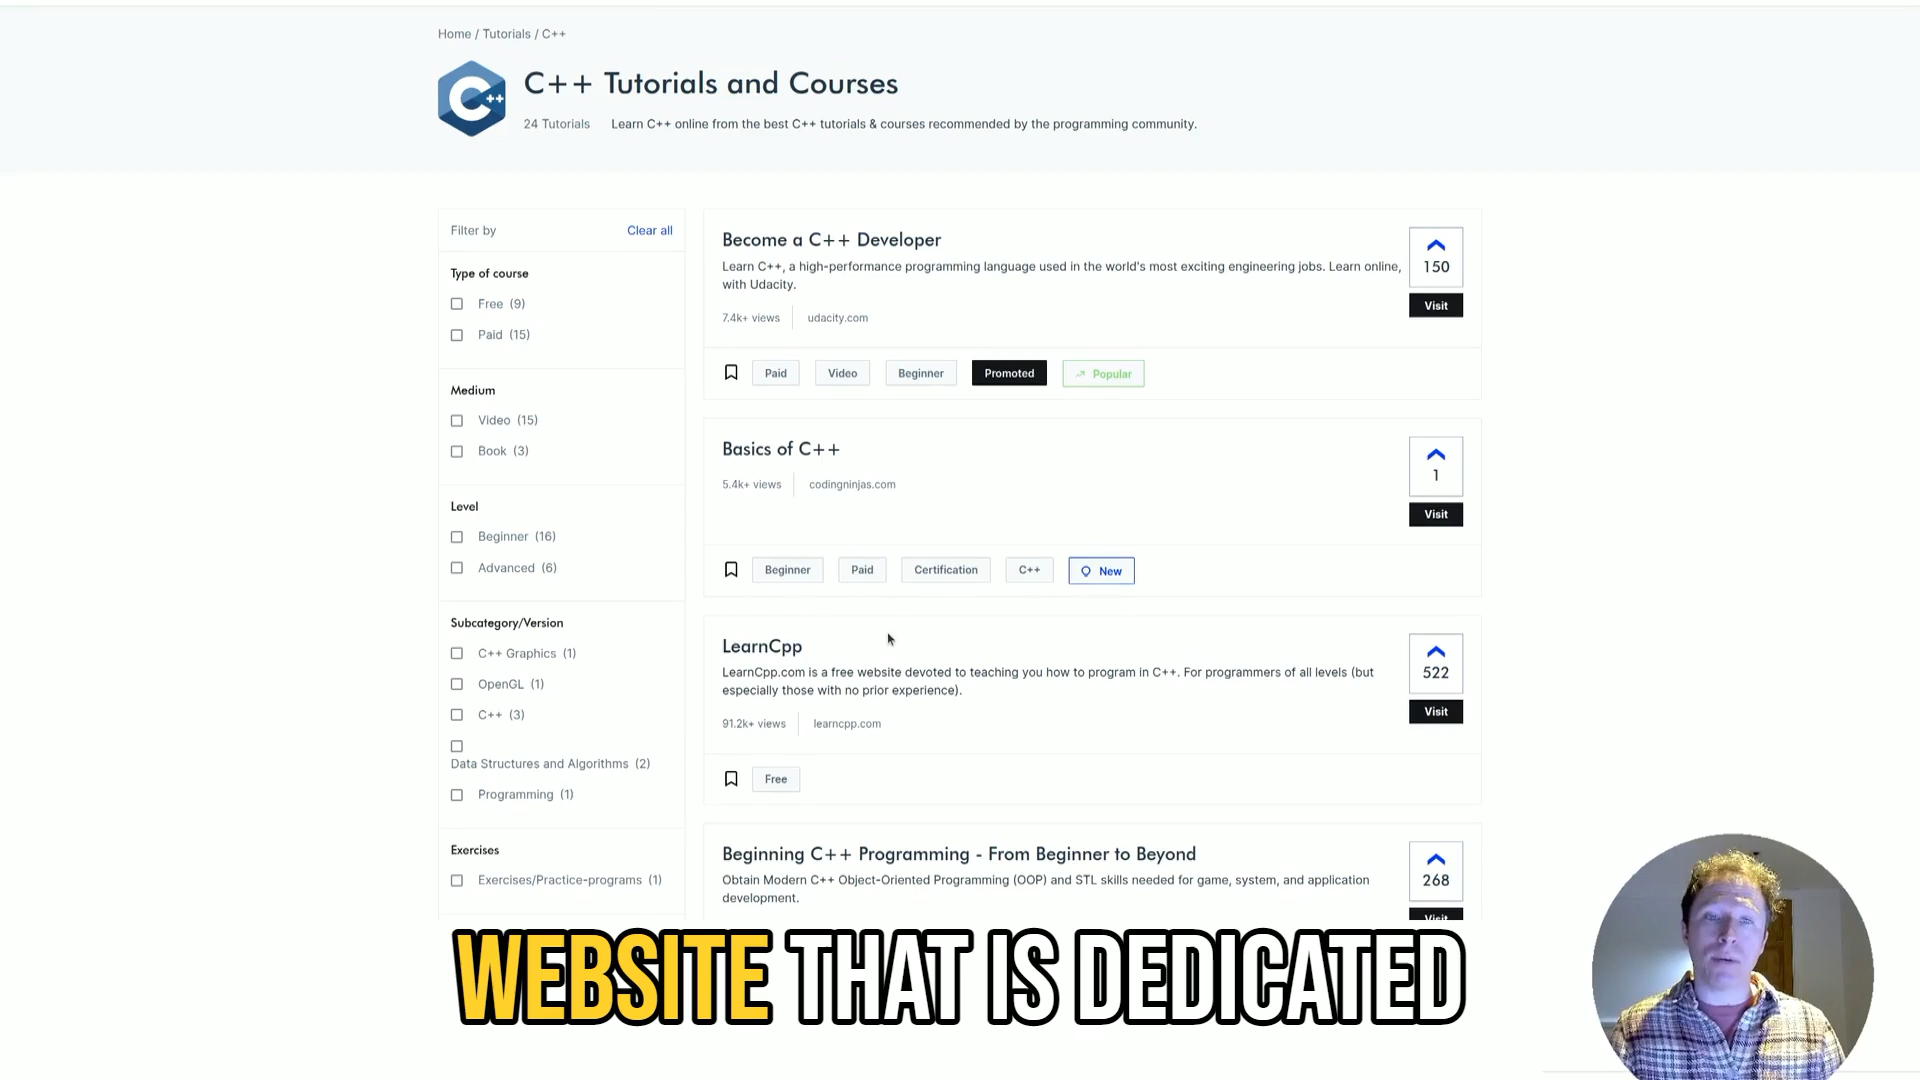 Home / Tutorials / C++
C++
C++ Tutorials and Courses
24 Tutorials Learn C++ online from the best C++ tutorials & courses recommended by the programming community.
Filter by Clear all
Type of course
Free (9)
Paid (15)
Medium
Video (15)
Book (3)
Level
Beginner (16)
Advanced (6)
Subcategory/Version
C++ Graphics (1)
OpenGL (1)
C++ (3)
Data Structures and Algorithms (2)
Programming (1)
Exercises
Exercises/Practice-programs (1)
Become a C++ Developer
Learn C++, a high-performance programming language used in the world's most exciting engineering jobs. Learn online,
with Udacity.
7.4k+ views udacity.com
150
Visit
Paid Video Beginner Promoted Popular
Basics of C++
5.4k+ views codingninjas.com
1
Visit
Beginner Paid Certification C++ New
LearnCpp
LearnCpp.com is a free website devoted to teaching you how to program in C++. For programmers of all levels (but
especially those with no prior experience).
91.2k+ views learncpp.com
522
Visit
Free
Beginning C++ Programming - From Beginner to Beyond
Obtain Modern C++ Object-Oriented Programming (OOP) and STL skills needed for game, system, and application
development.
268
Visit
WEBSITE THAT IS DEDICATED